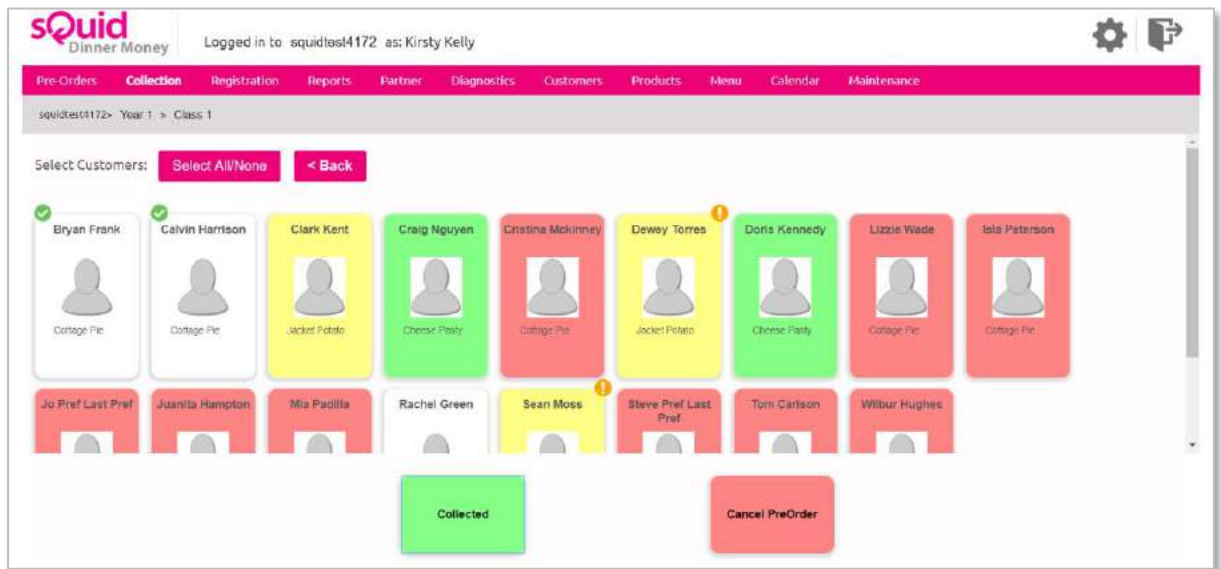 sQuid
Dinner Money
Logged in to squidtest4172 as: Kirsty Kelly
Pre-Orders Collection Registration Reports Partner Diagnostics Customers Products Menu Calendar Maintenance
squidtest4172> Year 1 > Class 1
Select Customers: Select All/None < Back
Bryan Frank Calvin Harrison Clark Kent Craig Nguyen Cristina Mckinney Dewey Torres Doris Kennedy Lizzie Wade Isla Peterson
Cottage Pie Cottage Pie Jacket Potato Cheese Pasty Cottage Pie Jacket Potato Cheese Pasty Cottage Pie Cottage Pie
Jo Pref Last Pref Juanita Hampton Mia Padilla Rachel Green Sean Moss Steve Pref Last Tom Carlson Wilbur Hughes
Pref
Collected Cancel PreOrder